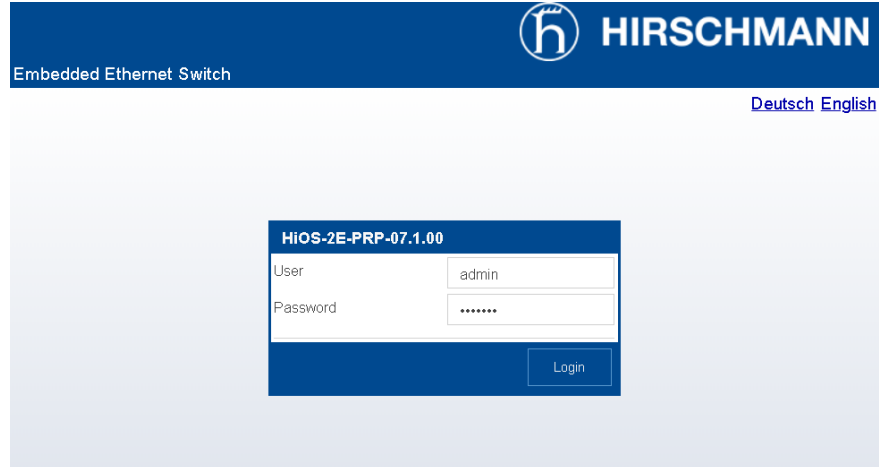 HIRSCHMANN
Embedded Ethernet Switch
Deutsch English
HiOS-2E-PRP-07.1.00
User admin
Password •••••••
Login